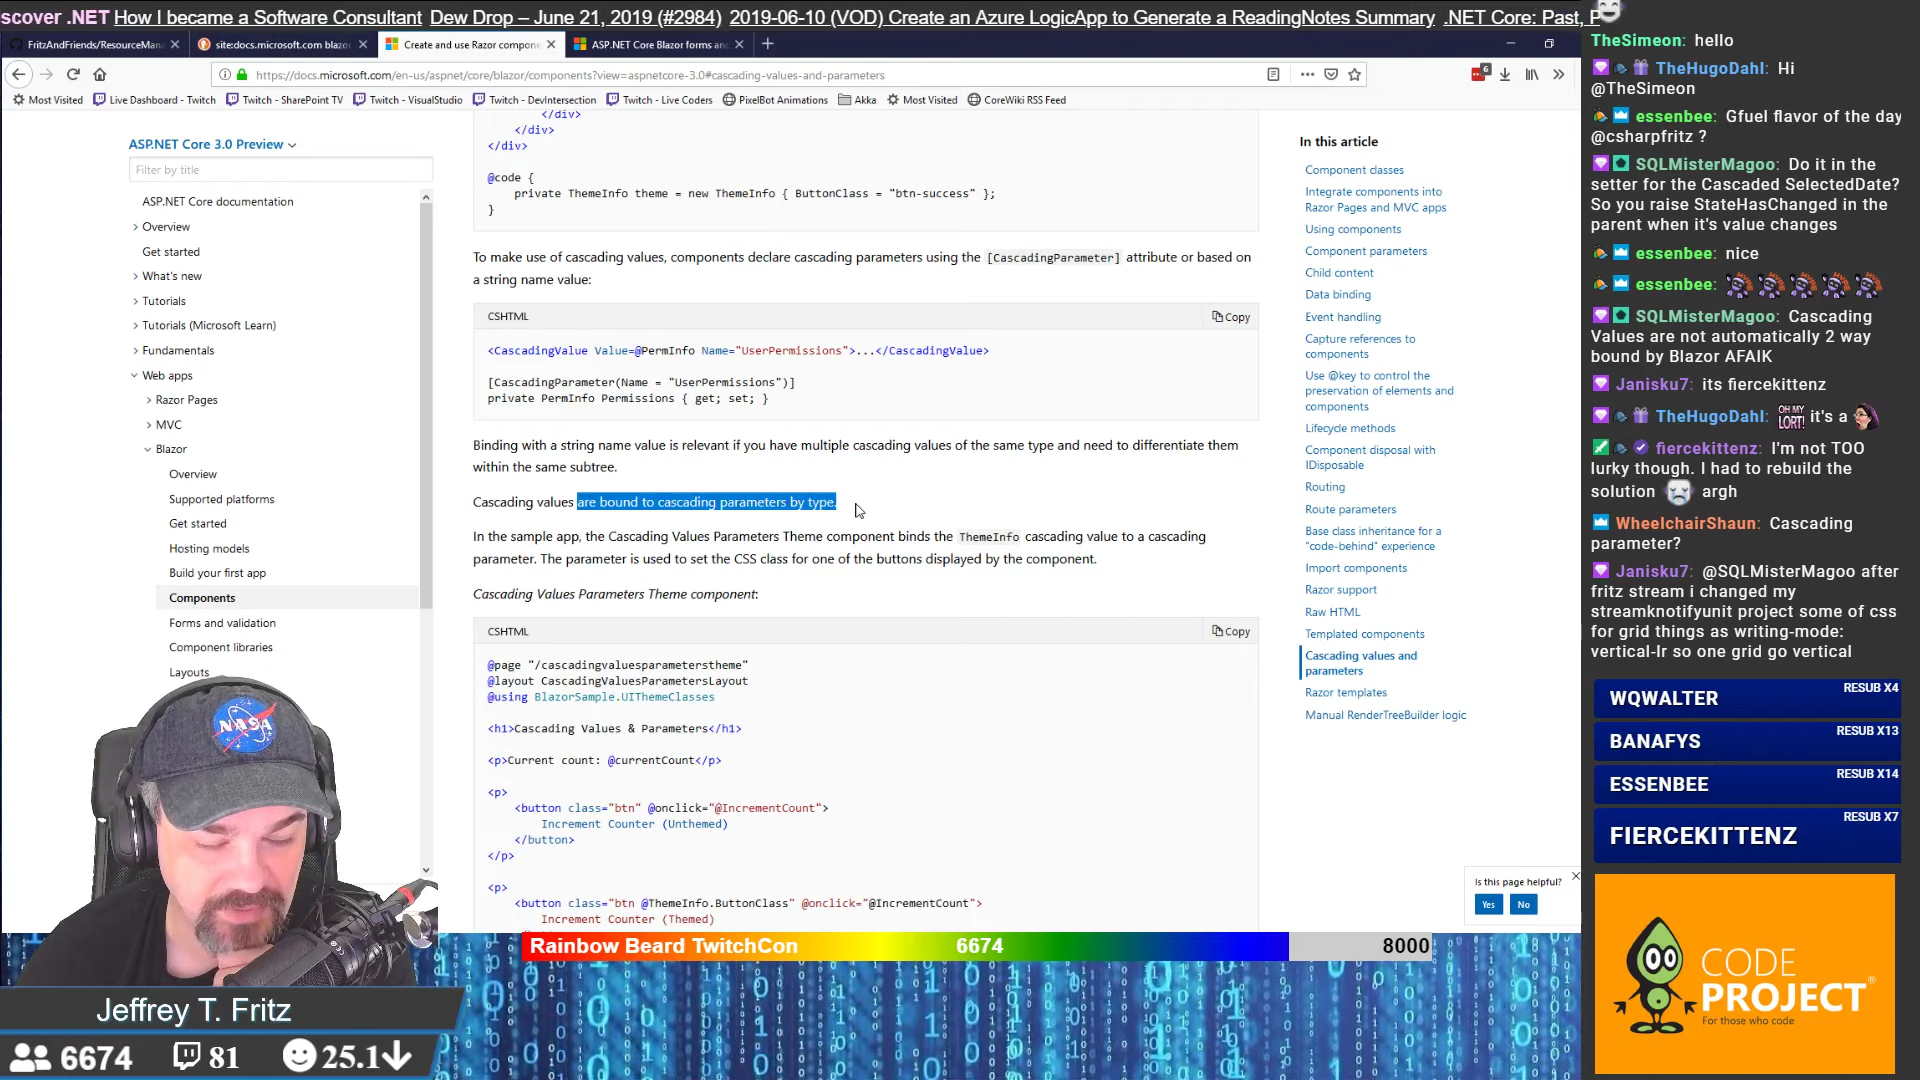 scover .NET How I became a Software Consultant Dew Drop – June 21, 2019 (#2984) 2019-06-10 (VOD) Create an Azure LogicApp to Generate a ReadingNotes Summary .NET Core: Past, P
FritzAndFriends/ResourceMan
site:docs.microsoft.com blazor
Create and use Razor compone
ASP.NET Core Blazor forms an
https://docs.microsoft.com/en-us/aspnet/core/blazor/components?view=aspnetcore-3.0#cascading-values-and-parameters
6
Most Visited
Live Dashboard - Twitch
Twitch - SharePoint TV
Twitch - VisualStudio
Twitch - DevIntersection
Twitch - Live Coders
PixelBot Animations
Akka
Most Visited
CoreWiki RSS Feed
ASP.NET Core 3.0 Preview
Filter by title
ASP.NET Core documentation
Overview
Get started
What's new
Tutorials
Tutorials (Microsoft Learn)
Fundamentals
Web apps
Razor Pages
MVC
Blazor
Overview
Supported platforms
Get started
Hosting models
Build your first app
Components
Forms and validation
Component libraries
Layouts
</div>
</div>
</div>
@code {
private ThemeInfo theme = new ThemeInfo { ButtonClass = "btn-success" };
}
To make use of cascading values, components declare cascading parameters using the [CascadingParameter] attribute or based on
a string name value:
CSHTML
Copy
<CascadingValue Value=@PermInfo Name="UserPermissions">...</CascadingValue>
[CascadingParameter(Name = "UserPermissions")]
private PermInfo Permissions { get; set; }
Binding with a string name value is relevant if you have multiple cascading values of the same type and need to differentiate them
within the same subtree.
Cascading values are bound to cascading parameters by type.
In the sample app, the Cascading Values Parameters Theme component binds the ThemeInfo cascading value to a cascading
parameter. The parameter is used to set the CSS class for one of the buttons displayed by the component.
Cascading Values Parameters Theme component:
CSHTML
Copy
@page "/cascadingvaluesparameterstheme"
@layout CascadingValuesParametersLayout
@using BlazorSample.UIThemeClasses
<h1>Cascading Values & Parameters</h1>
<p>Current count: @currentCount</p>
<p>
<button class="btn" @onclick="@IncrementCount">
Increment Counter (Unthemed)
</button>
</p>
<p>
<button class="btn @ThemeInfo.ButtonClass" @onclick="@IncrementCount">
Increment Counter (Themed)
In this article
Component classes
Integrate components into
Razor Pages and MVC apps
Using components
Component parameters
Child content
Data binding
Event handling
Capture references to
components
Use @key to control the
preservation of elements and
components
Lifecycle methods
Component disposal with
IDisposable
Routing
Route parameters
Base class inheritance for a
"code-behind" experience
Import components
Razor support
Raw HTML
Templated components
Cascading values and
parameters
Razor templates
Manual RenderTreeBuilder logic
Is this page helpful?
Yes
No
TheSimeon: hello
TheHugoDahl: Hi
@TheSimeon
essenbee: Gfuel flavor of the day
@csharpfritz ?
SQLMisterMagoo: Do it in the
setter for the Cascaded SelectedDate?
So you raise StateHasChanged in the
parent when it's value changes
essenbee: nice
essenbee:
SQLMisterMagoo: Cascading
Values are not automatically 2 way
bound by Blazor AFAIK
Janisku7: its fiercekittenz
TheHugoDahl: OH MY LORT! it's a
fiercekittenz: I'm not TOO
lurky though. I had to rebuild the
solution argh
WheelchairShaun: Cascading
parameter?
Janisku7: @SQLMisterMagoo after
fritz stream i changed my
streamknotifyunit project some of css
for grid things as writing-mode:
vertical-lr so one grid go vertical
WQWALTER RESUB X4
BANAFYS RESUB X13
ESSENBEE RESUB X14
FIERCEKITTENZ RESUB X7
CODE
PROJECT®
For those who code
NASA
Rainbow Beard TwitchCon 6674 8000
Jeffrey T. Fritz
6674 81 25.1